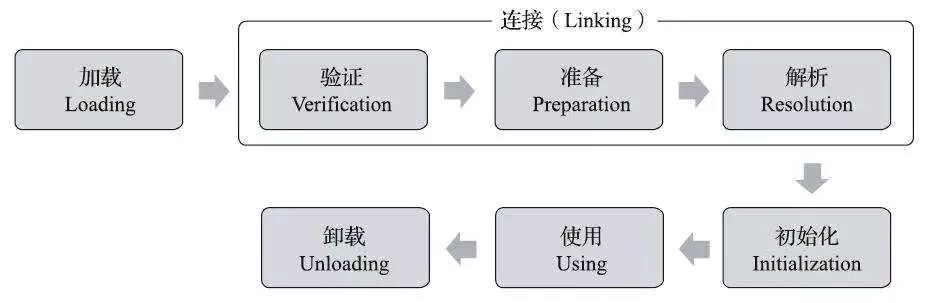 连接（Linking）
加载
Loading
验证
Verification
准备
Preparation
解析
Resolution
初始化
Initialization
使用
Using
卸载
Unloading